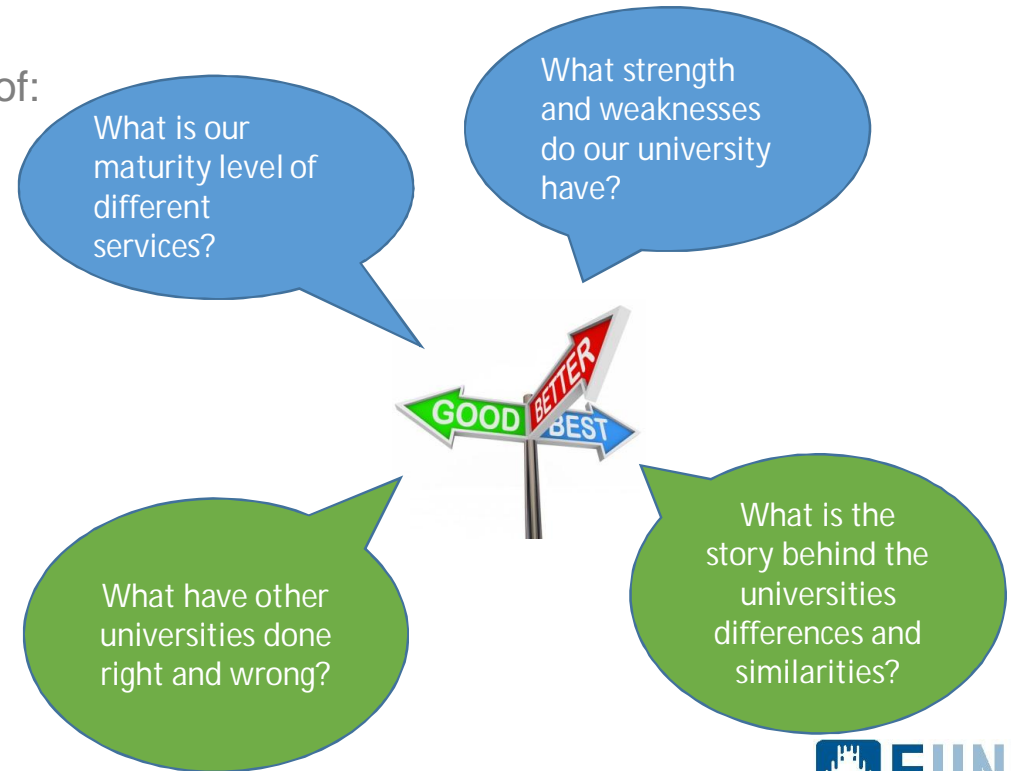 of:
What is our
maturity level of
different
services?
What strength
and weaknesses
do our university
have?
GOOD
BETTER
BEST
What have other
universities done
right and wrong?
What is the
story behind the
universities
differences and
similarities?